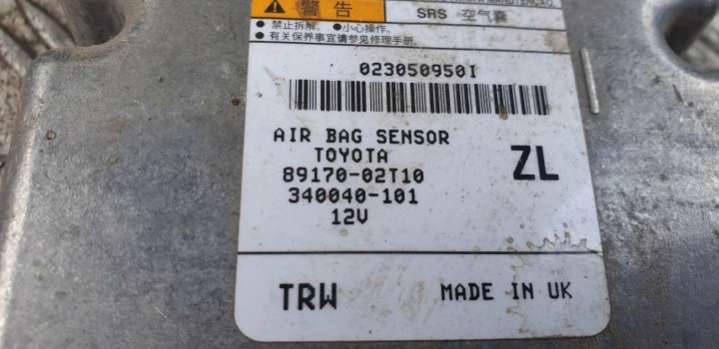 警告 SRS 空气囊
● 禁止拆解. ●小心操作.
● 有关保养事宜请参见修理手册.
023050950I
AIR BAG SENSOR
TOYOTA
ZL
89170-02T10
340040-101
12V
TRW MADE IN UK